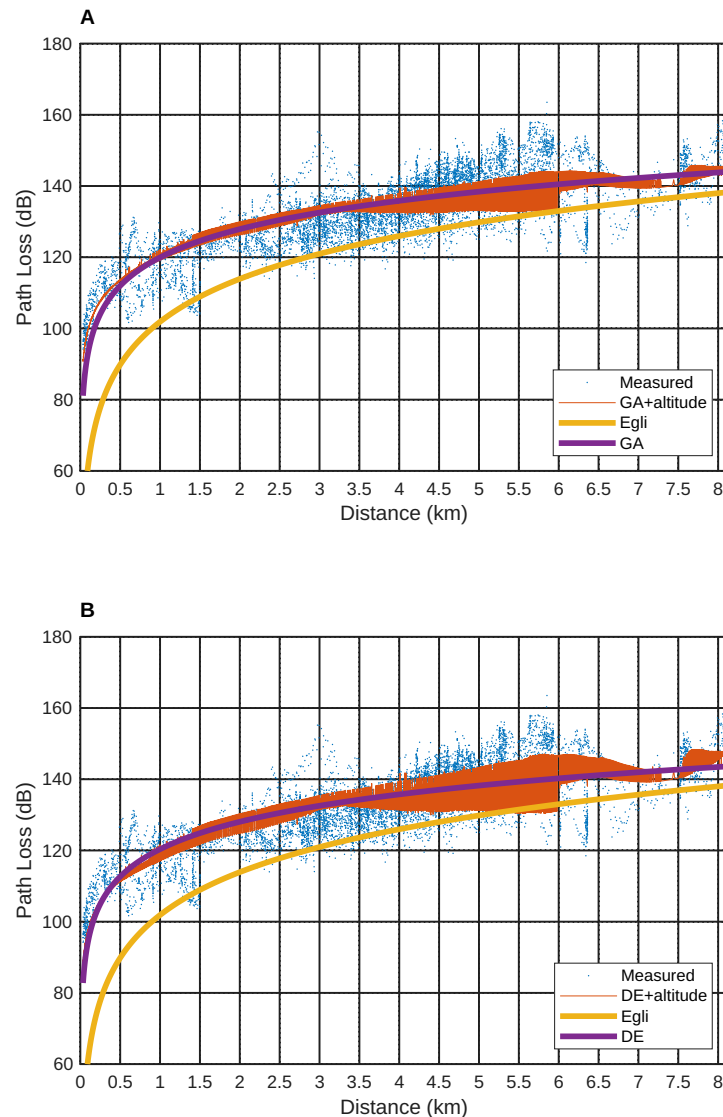 A
180
160
140
120
100
80
60
Path Loss (dB)
0 0.5 1 1.5 2 2.5 3 3.5 4 4.5 5 5.5 6 6.5 7 7.5 8
Distance (km)
Measured
GA+altitude
Egli
GA
B
180
160
140
120
100
80
60
Path Loss (dB)
0 0.5 1 1.5 2 2.5 3 3.5 4 4.5 5 5.5 6 6.5 7 7.5 8
Distance (km)
Measured
DE+altitude
Egli
DE